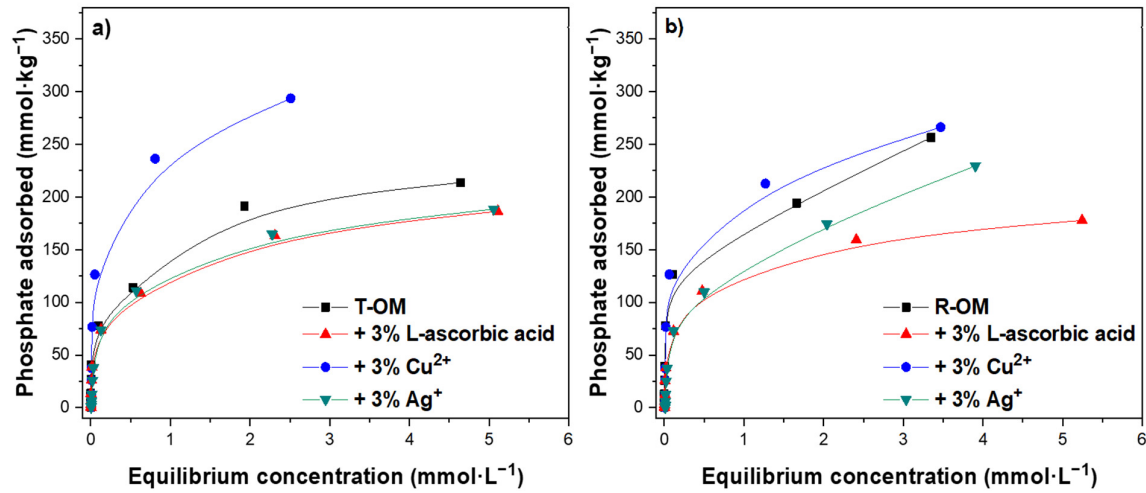 a)
Phosphate adsorbed (mmol·kg⁻¹)
350
300
250
200
150
100
50
0
T-OM
+ 3% L-ascorbic acid
+ 3% Cu²⁺
+ 3% Ag⁺
0 1 2 3 4 5 6
Equilibrium concentration (mmol·L⁻¹)
b)
Phosphate adsorbed (mmol·kg⁻¹)
350
300
250
200
150
100
50
0
R-OM
+ 3% L-ascorbic acid
+ 3% Cu²⁺
+ 3% Ag⁺
0 1 2 3 4 5 6
Equilibrium concentration (mmol·L⁻¹)